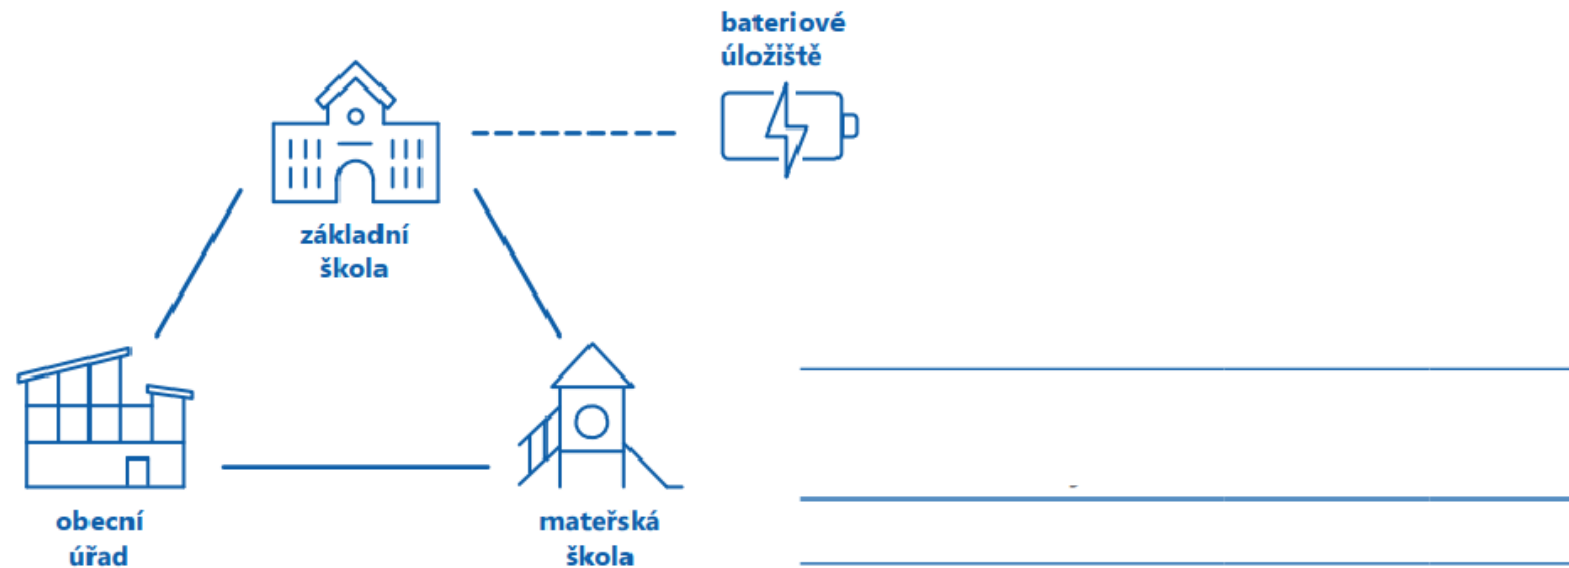 bateriové
úložiště
základní
škola
obecní
úřad
mateřská
škola